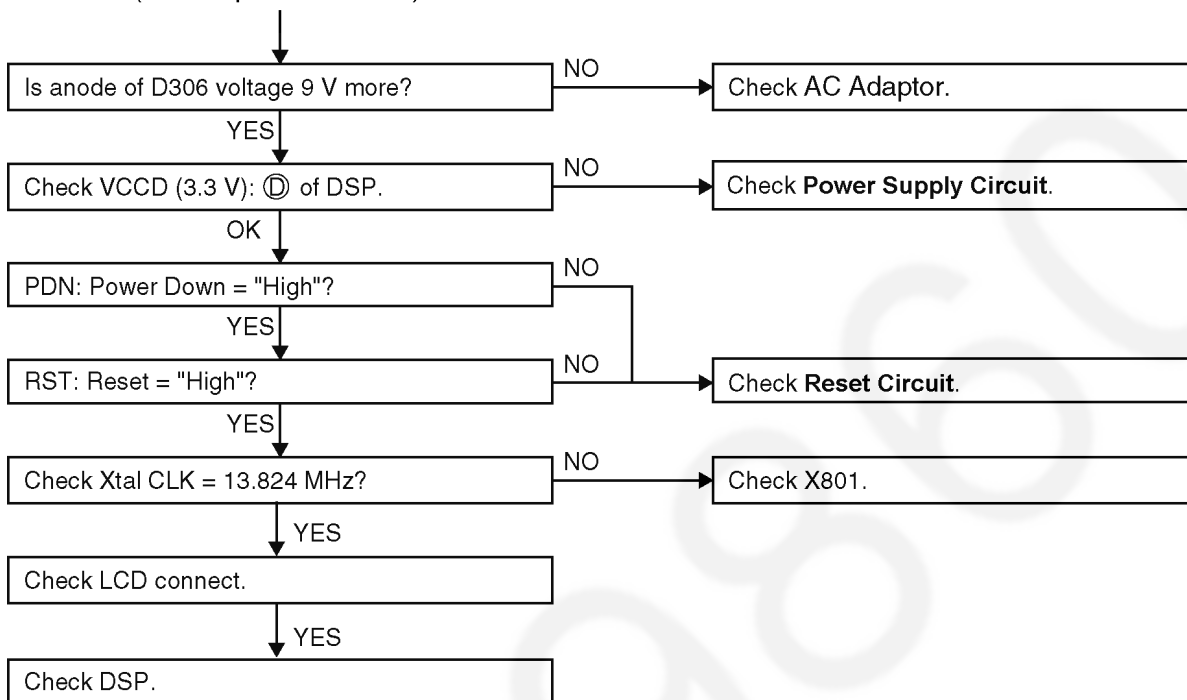 Is anode of D306 voltage 9 V more?
NO
Check AC Adaptor.
YES
Check VCCD (3.3 V): Ⓓ of DSP.
NO
Check Power Supply Circuit.
OK
PDN: Power Down = "High"?
NO
YES
RST: Reset = "High"?
NO
Check Reset Circuit.
YES
Check Xtal CLK = 13.824 MHz?
NO
Check X801.
YES
Check LCD connect.
YES
Check DSP.
9860